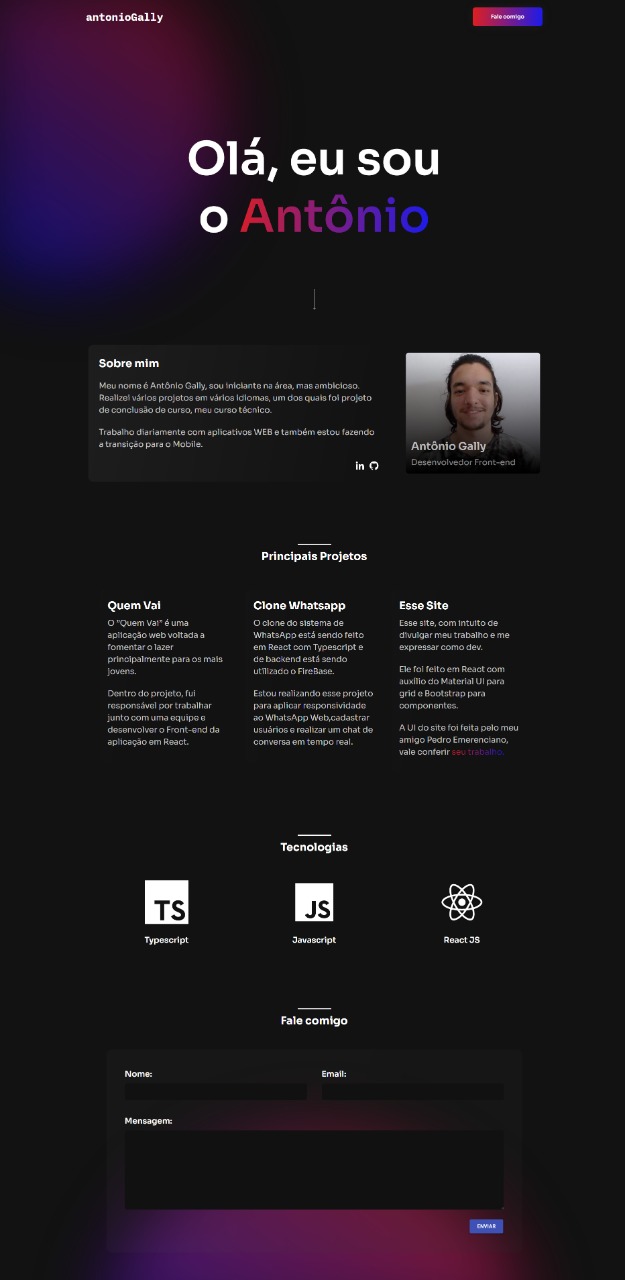 antonioGally
Fale comigo
Olá, eu sou
o Antônio
Sobre mim
Meu nome é Antônio Gally, sou iniciante na área, mas ambicioso.
Realizei vários projetos em vários idiomas, um dos quais foi projeto
de conclusão de curso, meu curso técnico.
Trabalho diariamente com aplicativos WEB e também estou fazendo
a transição para o Mobile.
in
Antônio Gally
Desenvolvedor Front-end
Principais Projetos
Quem Vai
O "Quem Vai" é uma
aplicação web voltada a
fomentar o lazer
principalmente para os mais
jovens.
Dentro do projeto, fui
responsável por trabalhar
junto com uma equipe e
desenvolver o Front-end da
aplicação em React.
Clone Whatsapp
O clone do sistema de
WhatsApp está sendo feito
em React com Typescript e
de backend está sendo
utilizado o FireBase.
Estou realizando esse projeto
para aplicar responsividade
ao WhatsApp Web,cadastrar
usuários e realizar um chat de
conversa em tempo real.
Esse Site
Esse site, com intuito de
divulgar meu trabalho e me
expressar como dev.
Ele foi feito em React com
auxílio do Material UI para
grid e Bootstrap para
componentes.
A UI do site foi feita pelo meu
amigo Pedro Emerenciano,
vale conferir seu trabalho.
Tecnologias
TS
JS
Typescript
Javascript
React JS
Fale comigo
Nome:
Email:
Mensagem:
ENVIAR